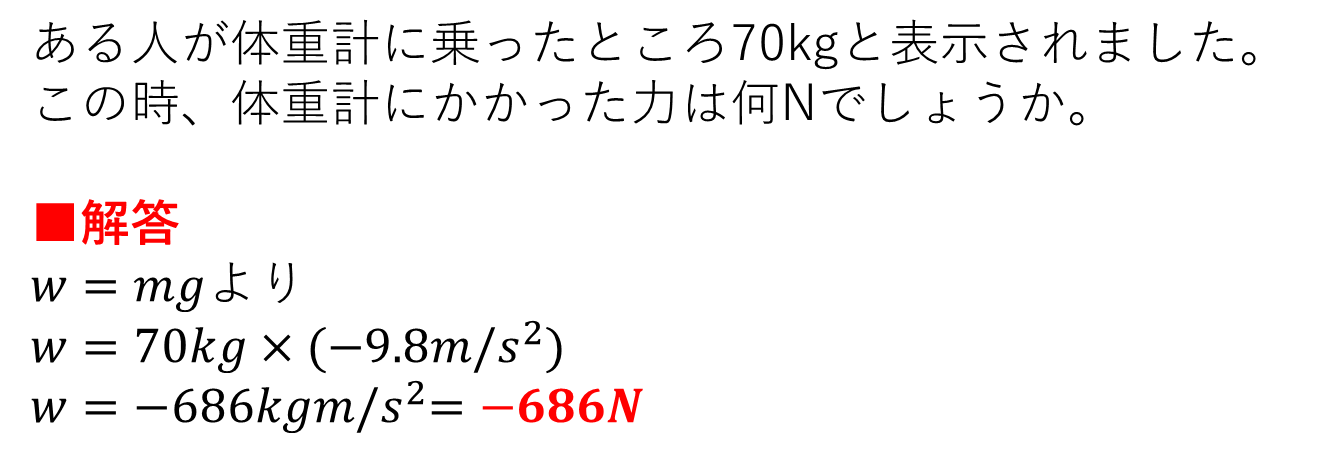 ある人が体重計に乗ったところ70kgと表示されました。
この時、体重計にかかった力は何Nでしょうか。
■解答
w = mgより
w = 70kg × (−9.8m/s²)
w = −686kgm/s²= −686N